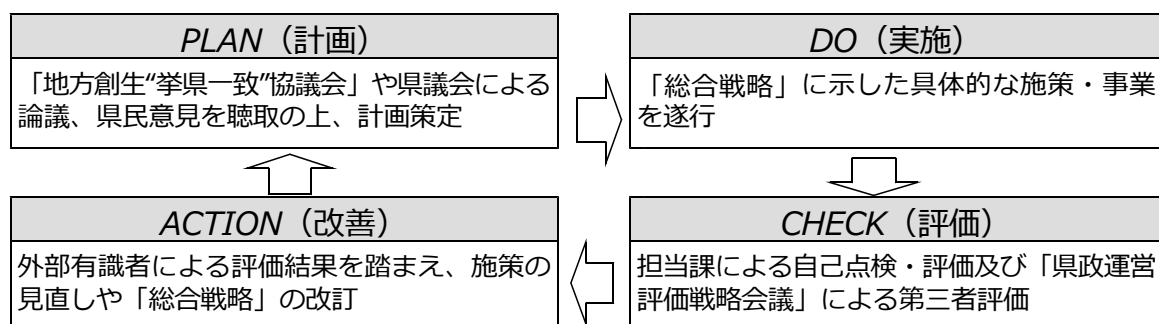 PLAN（計画）
「地方創生“挙県一致”協議会」や県議会による
論議、県民意見を聴取の上、計画策定
DO（実施）
「総合戦略」に示した具体的な施策・事業
を遂行
ACTION（改善）
外部有識者による評価結果を踏まえ、施策の
見直しや「総合戦略」の改訂
CHECK（評価）
担当課による自己点検・評価及び「県政運営
評価戦略会議」による第三者評価